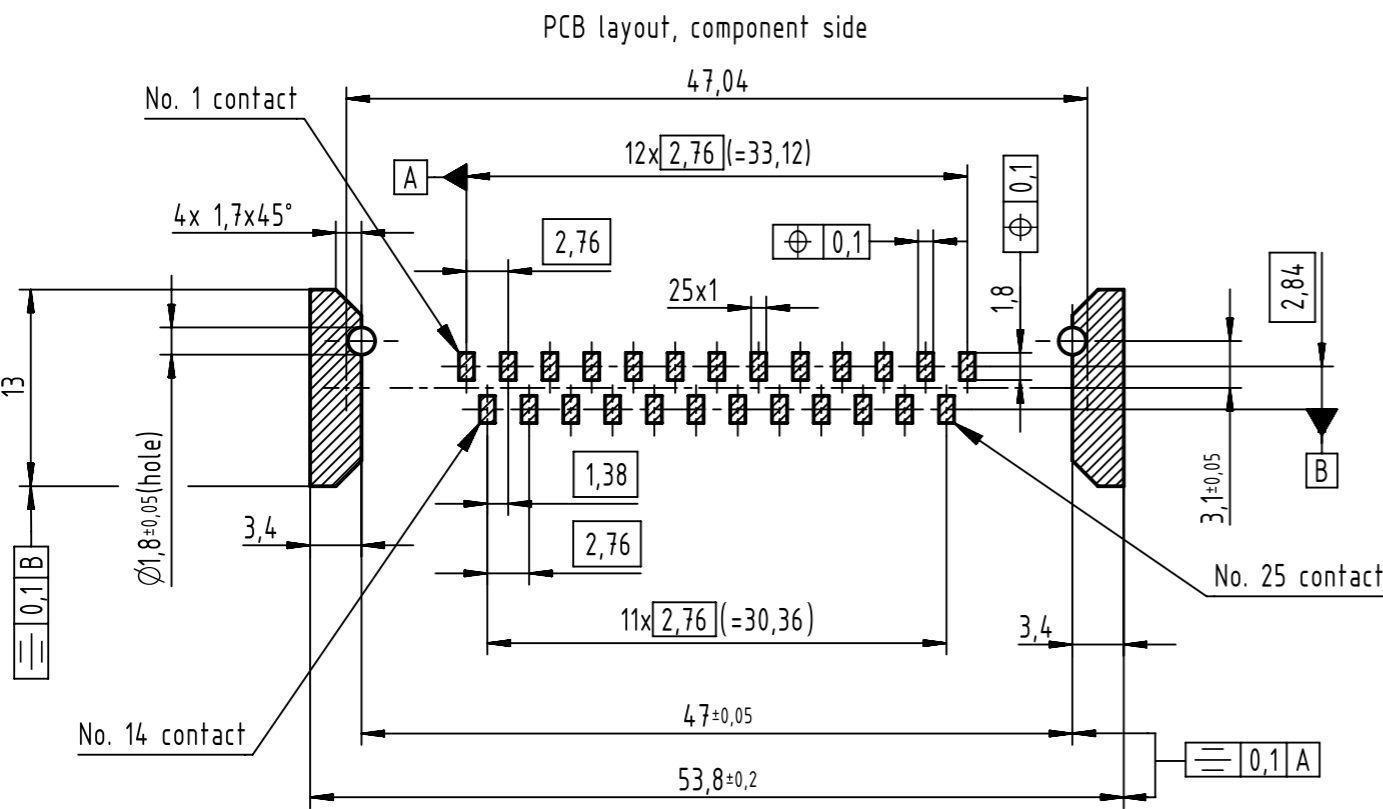 PCB layout, component side
47,04
No. 1 contact
12x 2,76 (=33,12)
A
4x 1,7x45°
2,76
⌖ 0,1
⌖ 0,1
25x1
1,8
2,84
13
Ø1,8±0,05(hole)
1,38
3,1±0,05
B
3,4
2,76
⌯ 0,1 B
No. 25 contact
11x 2,76 (=30,36)
3,4
No. 14 contact
47±0,05
53,8±0,2
⌯ 0,1 A